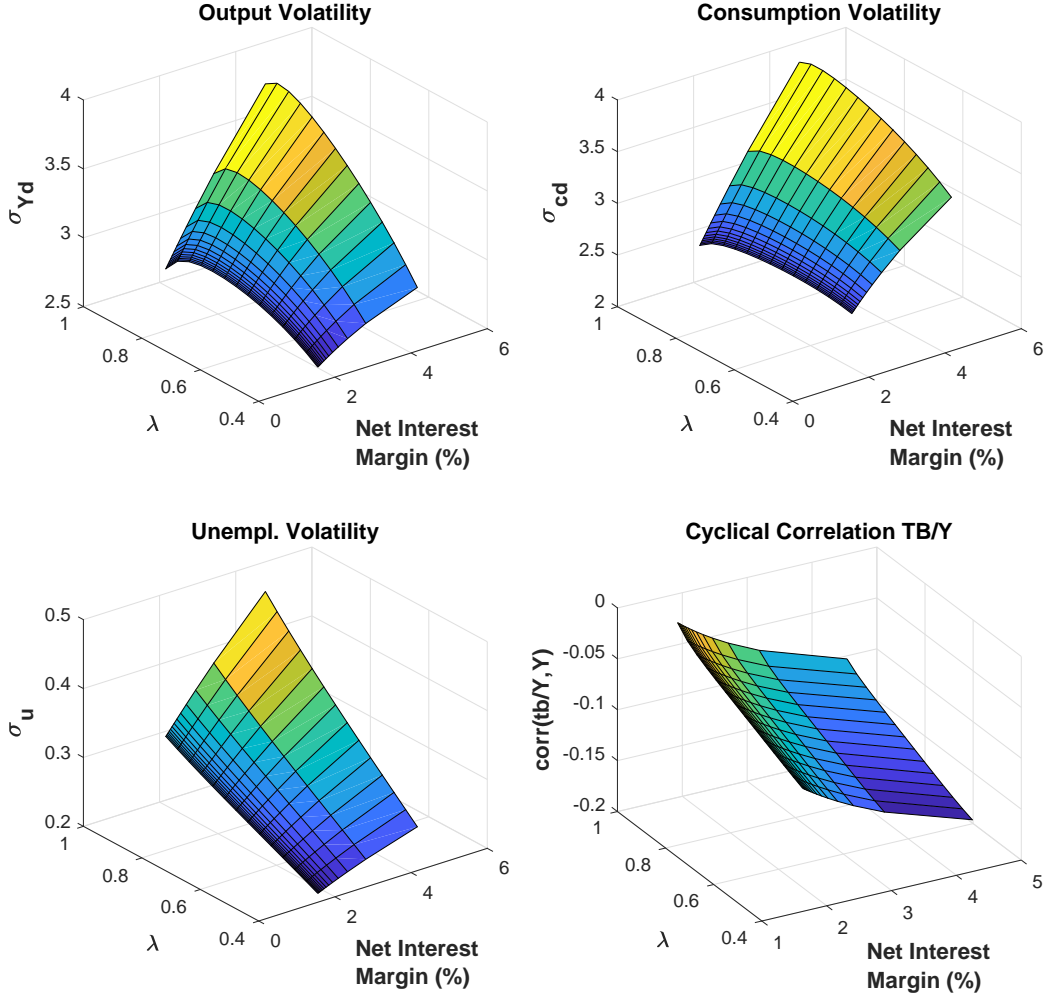 Output Volatility
4
3.5
3
2.5
σYd
1
0.8
0.6
0.4
λ
0
2
4
6
Net Interest
Margin (%)
Consumption Volatility
4
3.5
3
2.5
2
σcd
1
0.8
0.6
0.4
λ
0
2
4
6
Net Interest
Margin (%)
Unempl. Volatility
0.5
0.4
0.3
0.2
σu
1
0.8
0.6
0.4
λ
0
2
4
6
Net Interest
Margin (%)
Cyclical Correlation TB/Y
0
-0.05
-0.1
-0.15
-0.2
corr(tb/Y,Y)
1
0.8
0.6
0.4
λ
1
2
3
4
5
Net Interest
Margin (%)